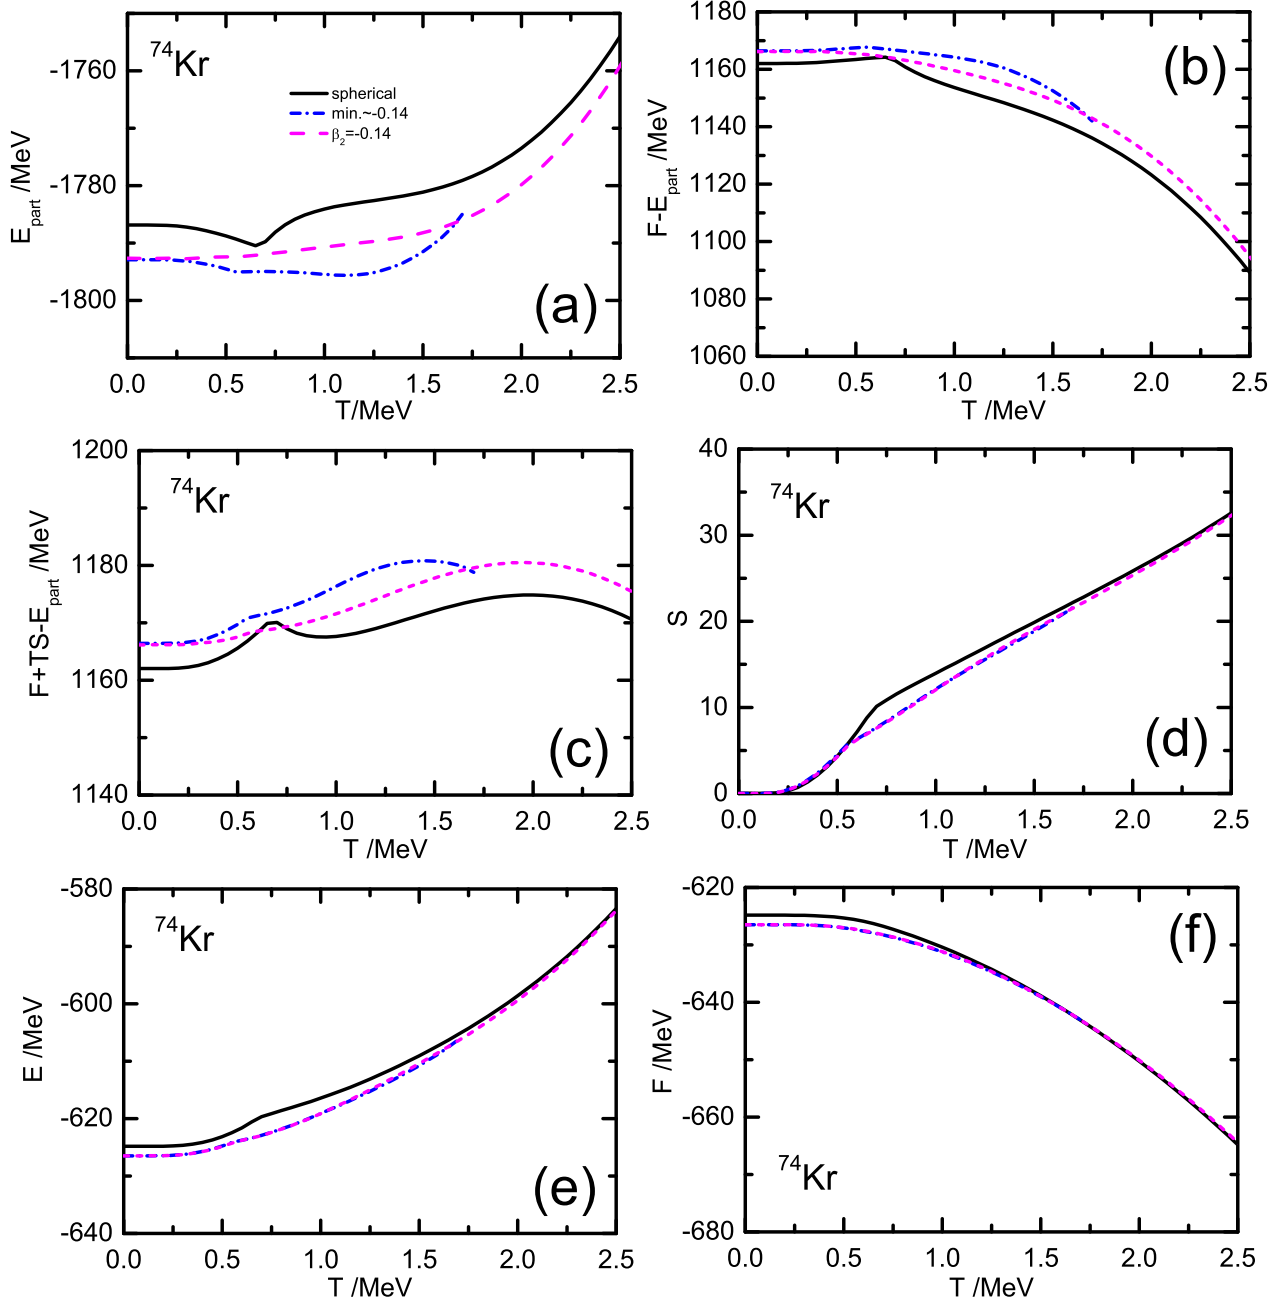 -1760
-1780
-1800
E_part /MeV
⁷⁴Kr
spherical
min.~-0.14
β₂=-0.14
(a)
0.0 0.5 1.0 1.5 2.0 2.5
T/MeV
1180
1160
1140
1120
1100
1080
1060
F-E_part /MeV
(b)
0.0 0.5 1.0 1.5 2.0 2.5
T /MeV
1200
1180
1160
1140
F+TS-E_part /MeV
⁷⁴Kr
(c)
0.0 0.5 1.0 1.5 2.0 2.5
T /MeV
40
30
20
10
0
S
⁷⁴Kr
(d)
0.0 0.5 1.0 1.5 2.0 2.5
T /MeV
-580
-600
-620
-640
E /MeV
⁷⁴Kr
(e)
0.0 0.5 1.0 1.5 2.0 2.5
T /MeV
-620
-640
-660
-680
F /MeV
(f)
⁷⁴Kr
0.0 0.5 1.0 1.5 2.0 2.5
T /MeV